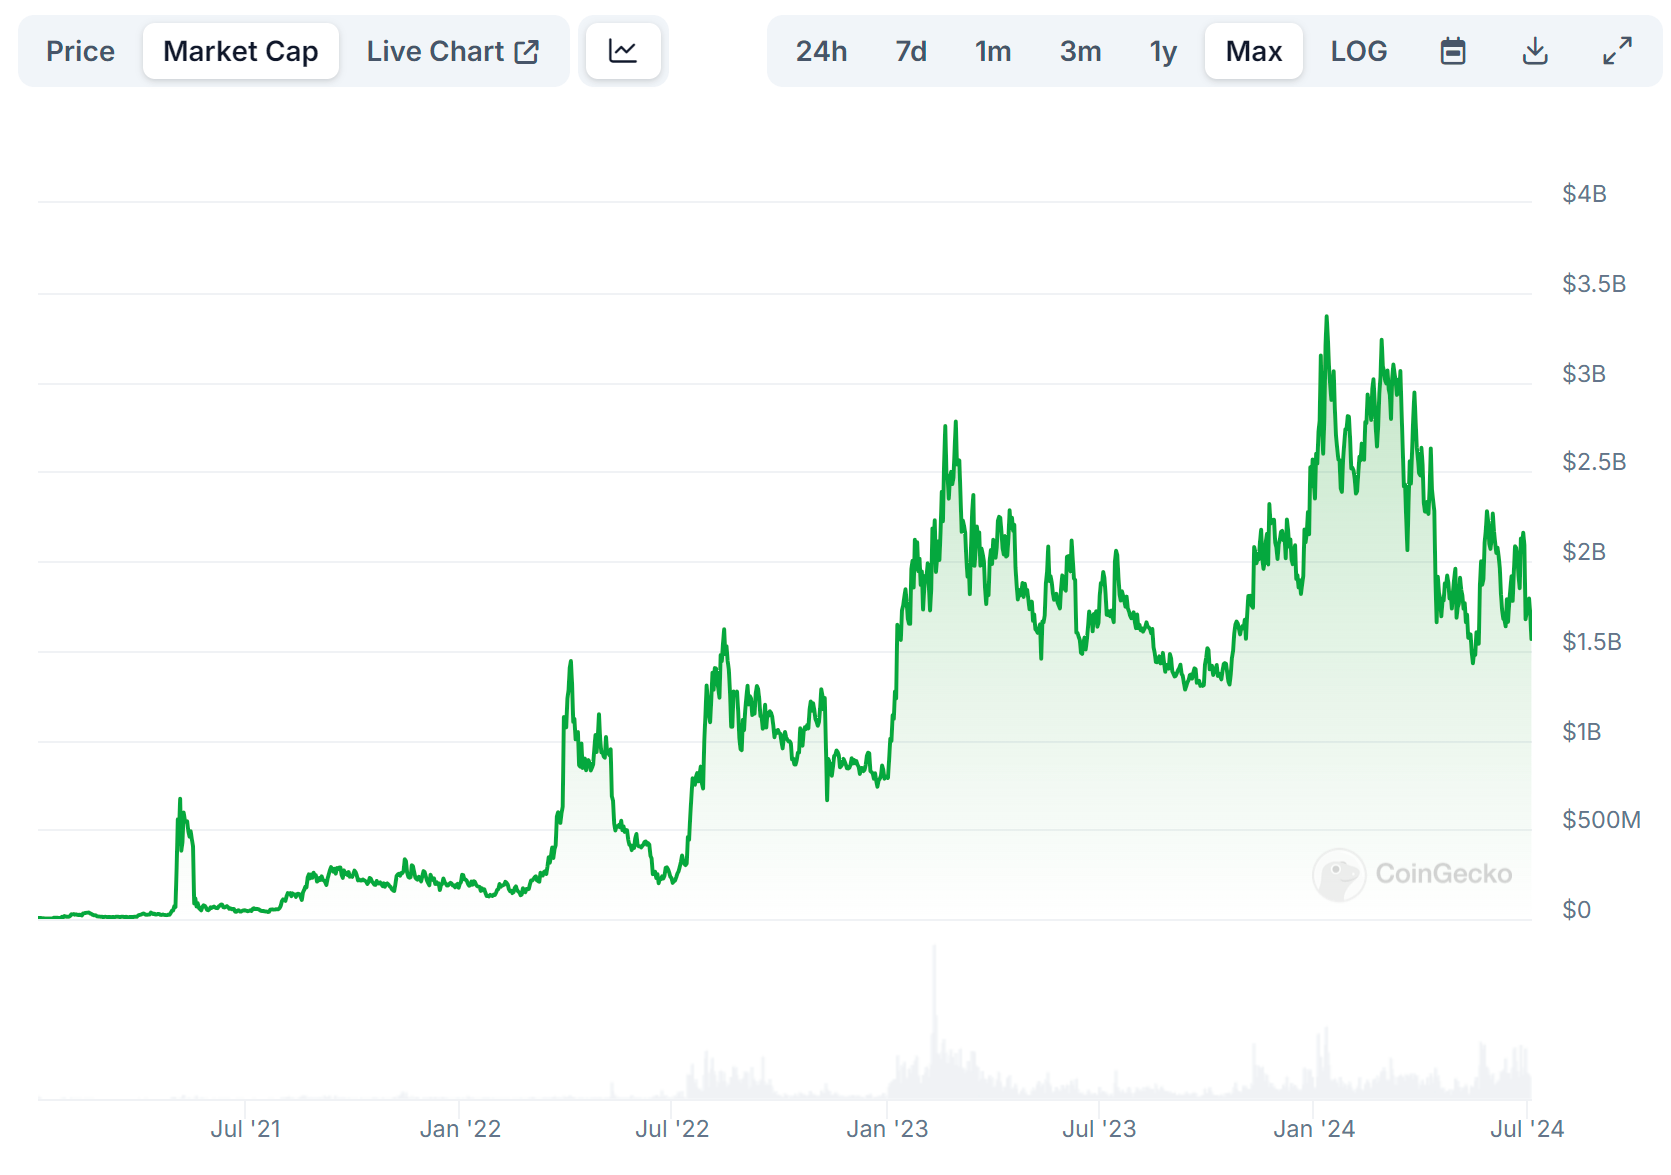 Price Market Cap Live Chart 24h 7d 1m 3m 1y Max LOG
$4B
$3.5B
$3B
$2.5B
$2B
$1.5B
$1B
$500M
CoinGecko
$0
Jul '21 Jan '22 Jul '22 Jan '23 Jul '23 Jan '24 Jul '24